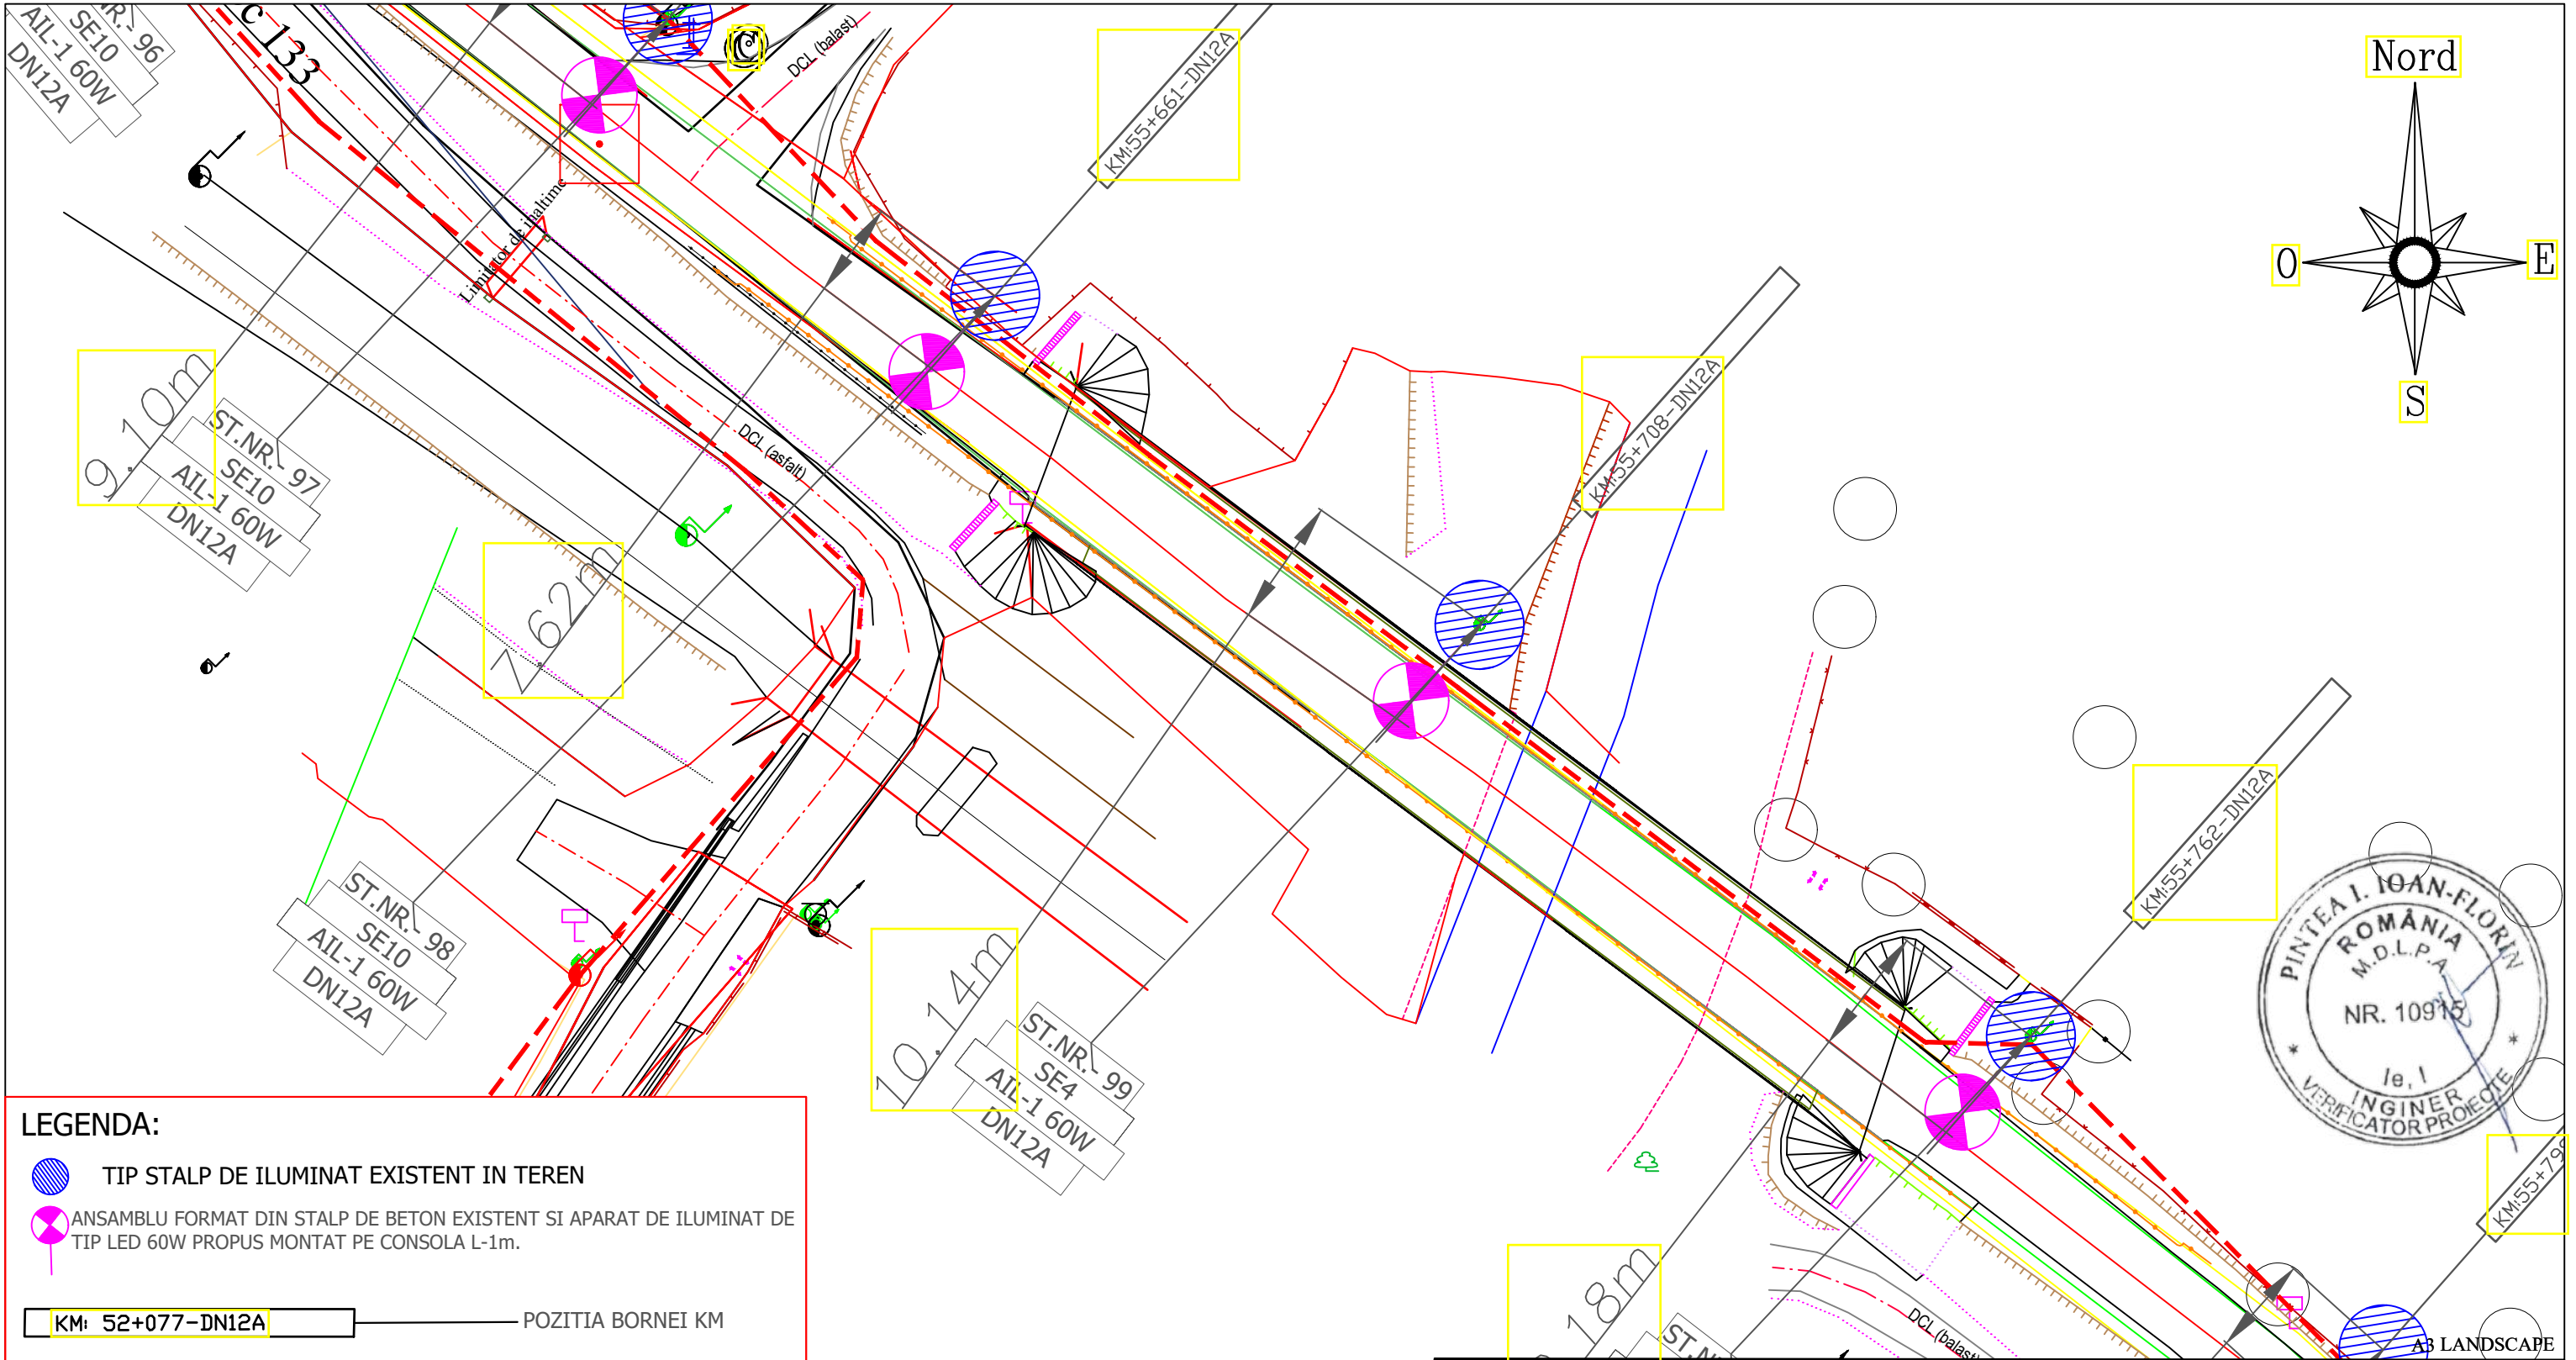 NR.- 96
SE10
AIL-1 60W
DN12A
c 133
DCL (balast)
KM:55+661-DN12A
Nord
O
E
S
Limitator de inaltime
9.10m
ST.NR.- 97
SE10
AIL-1 60W
DN12A
DCL (asfalt)
KM:55+708-DN12A
7.62m
ST.NR.- 98
SE10
AIL-1 60W
DN12A
10.14m
ST.NR.- 99
SE4
AIL-1 60W
DN12A
KM:55+762-DN12A
PINTEA I. IOAN-FLORIN
ROMÂNIA
M.D.L.P.A
NR. 10915
Ie, I
INGINER
VERIFICATOR PROIECTE
KM:55+79
18m
ST.N
DCL (balast)
LEGENDA:
TIP STALP DE ILUMINAT EXISTENT IN TEREN
ANSAMBLU FORMAT DIN STALP DE BETON EXISTENT SI APARAT DE ILUMINAT DE
TIP LED 60W PROPUS MONTAT PE CONSOLA L-1m.
KM: 52+077-DN12A
POZITIA BORNEI KM
A3 LANDSCAPE